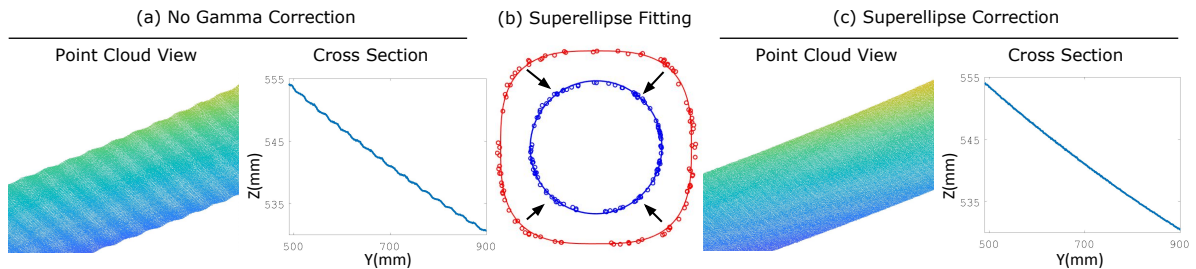 (a) No Gamma Correction
(b) Superellipse Fitting
(c) Superellipse Correction
Point Cloud View
Cross Section
Point Cloud View
Cross Section
555
545
535
Z(mm)
500
700
900
Y(mm)
555
545
535
Z(mm)
500
700
900
Y(mm)